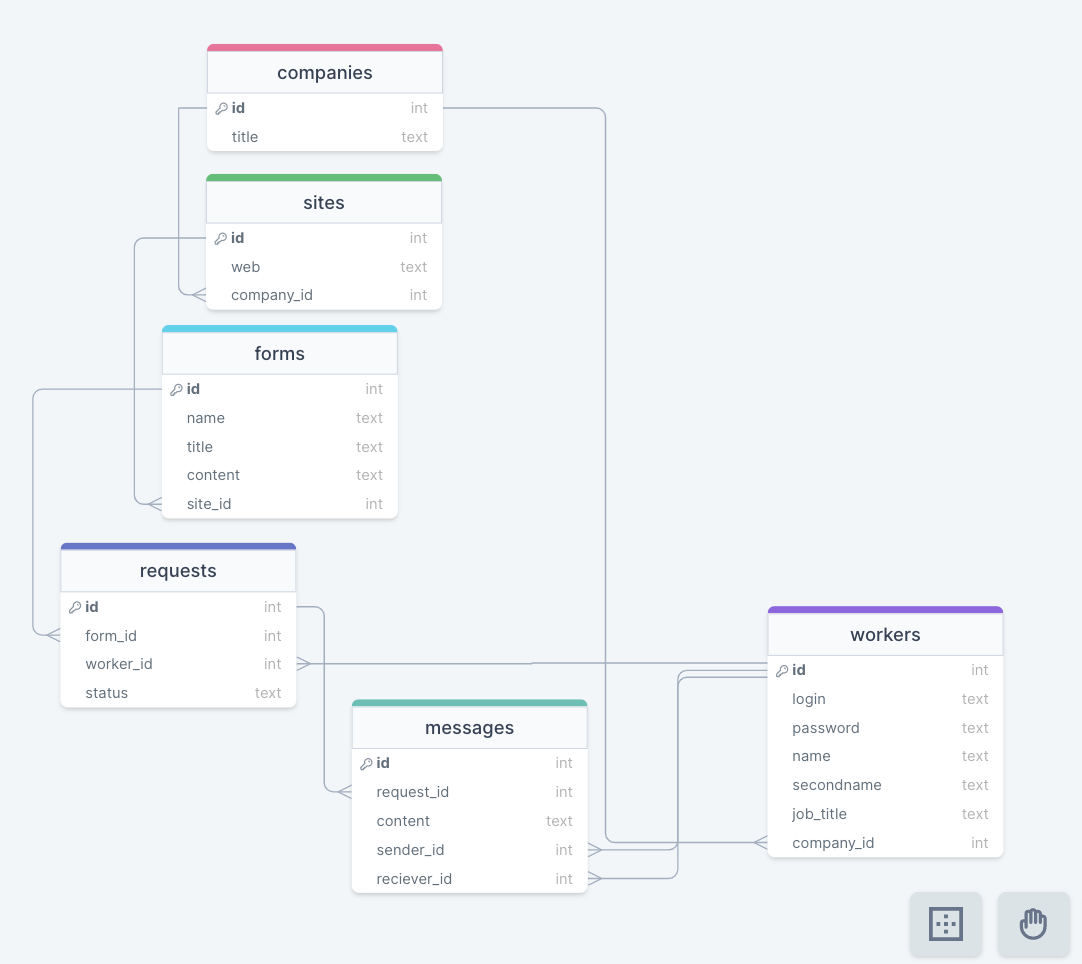 companies
id int
title text
sites
id int
web text
company_id int
forms
id int
name text
title text
content text
site_id int
requests
id int
form_id int
worker_id int
status text
messages
id int
request_id int
content text
sender_id int
reciever_id int
workers
id int
login text
password text
name text
secondname text
job_title text
company_id int